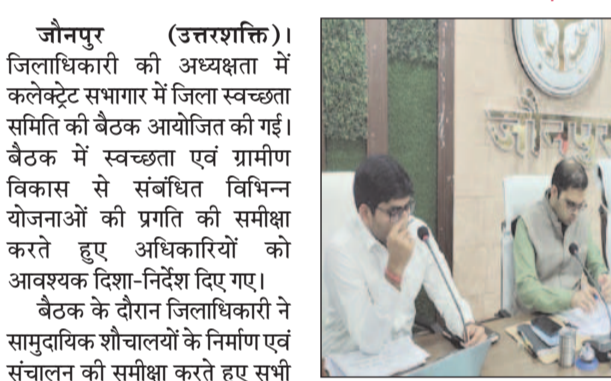 जौनपुर (उत्तरशक्ति)।
जिलाधिकारी की अध्यक्षता में
कलेक्ट्रेट सभागार में जिला स्वच्छता
समिति की बैठक आयोजित की गई।
बैठक में स्वच्छता एवं ग्रामीण
विकास से संबंधित विभिन्न
योजनाओं की प्रगति की समीक्षा
करते हुए अधिकारियों को
आवश्यक दिशा-निर्देश दिए गए।
बैठक के दौरान जिलाधिकारी ने
सामुदायिक शौचालयों के निर्माण एवं
संचालन की समीक्षा करते हुए सभी